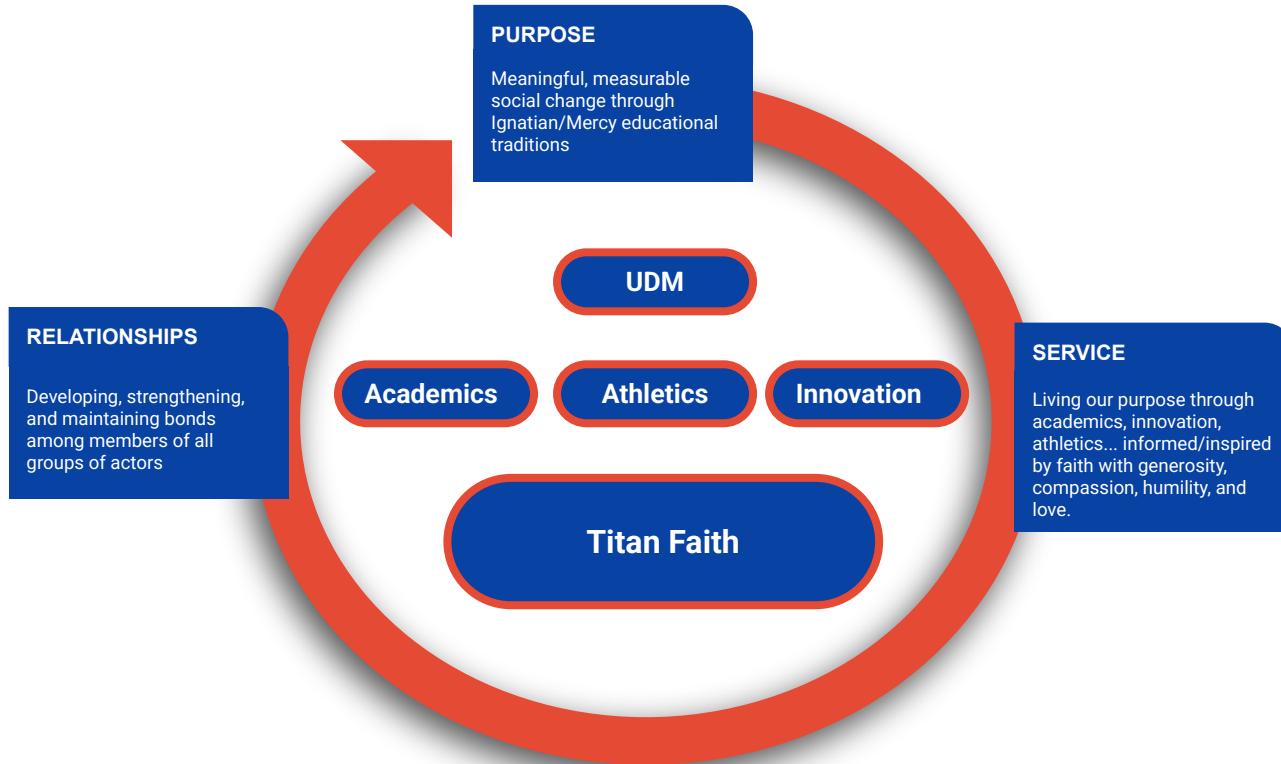 PURPOSE
Meaningful, measurable
social change through
Ignatian/Mercy educational
traditions
UDM
RELATIONSHIPS
Developing, strengthening,
and maintaining bonds
among members of all
groups of actors
Academics
Athletics
Innovation
SERVICE
Living our purpose through
academics, innovation,
athletics... informed/inspired
by faith with generosity,
compassion, humility, and
love.
Titan Faith